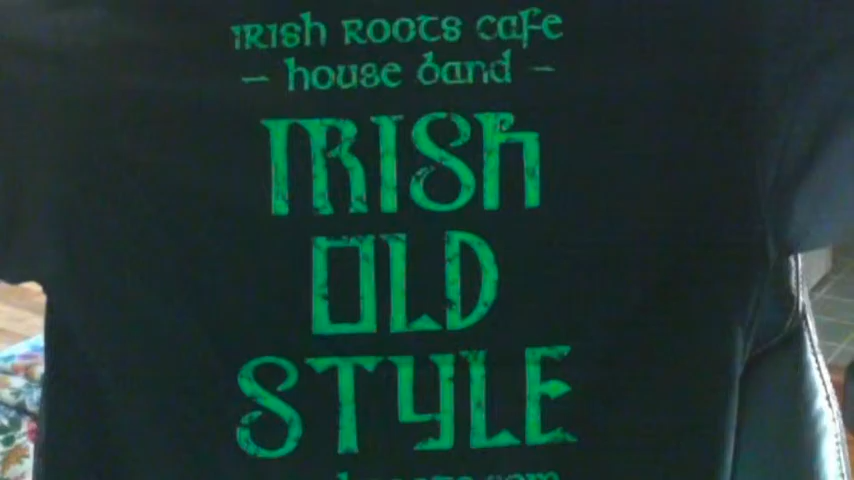 IRISH ROOTS CAFE
— HOUSE BAND —
IRISH
OLD
STYLE